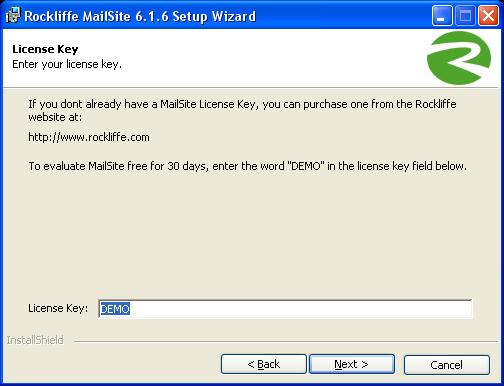 Rockliffe MailSite 6.1.6 Setup Wizard
License Key
Enter your license key.
If you dont already have a MailSite License Key, you can purchase one from the Rockliffe
website at:
http://www.rockliffe.com
To evaluate MailSite free for 30 days, enter the word "DEMO" in the license key field below.
License Key: DEMO
InstallShield
< Back Next > Cancel